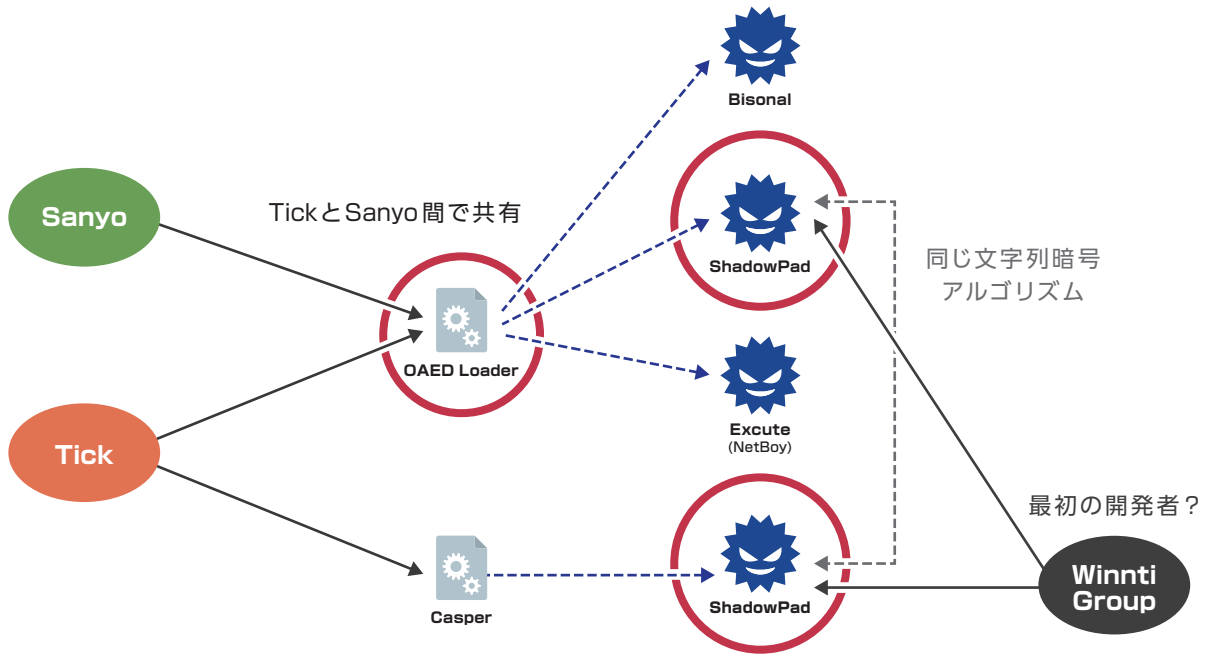 Bisonal
Sanyo
TickとSanyo間で共有
ShadowPad
同じ文字列暗号
アルゴリズム
OAED Loader
Excute
(NetBoy)
Tick
最初の開発者？
Casper
ShadowPad
Winnti
Group